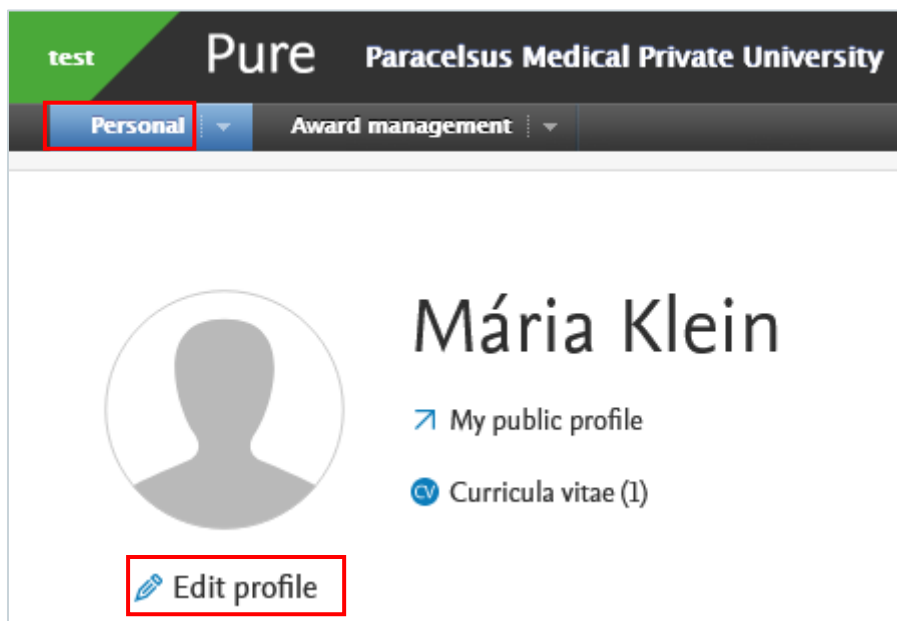 test Pure Paracelsus Medical Private University
Personal Award management
Mária Klein
My public profile
CV Curricula vitae (1)
Edit profile